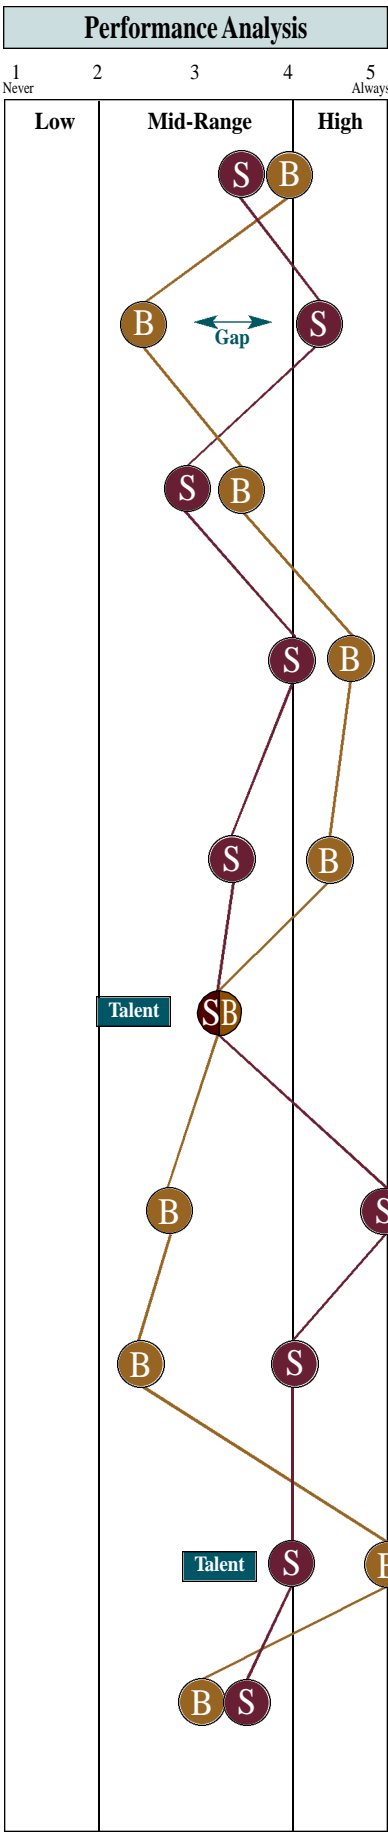 Performance Analysis
1 2 3 4 5
Never Always
Low Mid-Range High
S B
B S
Gap
S B
S B
S B
Talent SB
B S
B S
Talent S B
B S